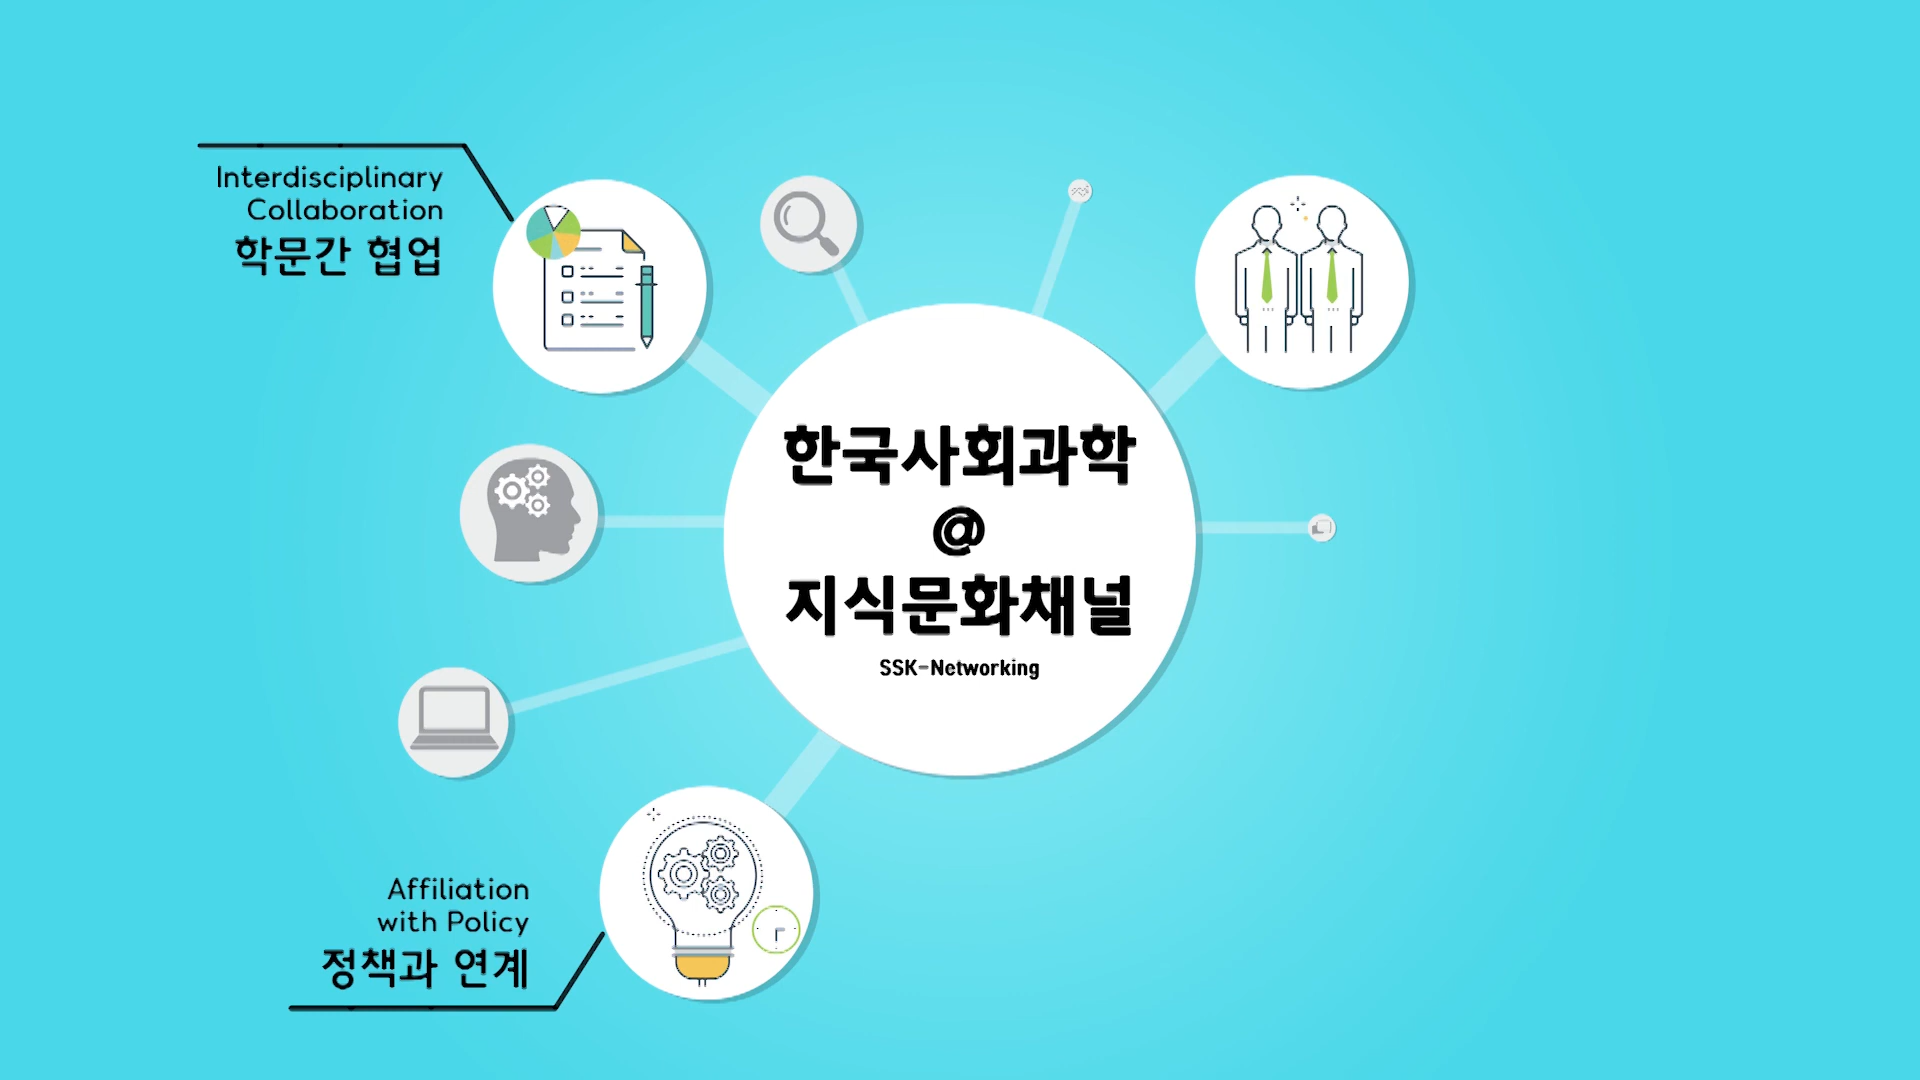 Interdisciplinary
Collaboration
학문간 협업
한국사회과학
@
지식문화채널
SSK-Networking
Affiliation
with Policy
정책과 연계